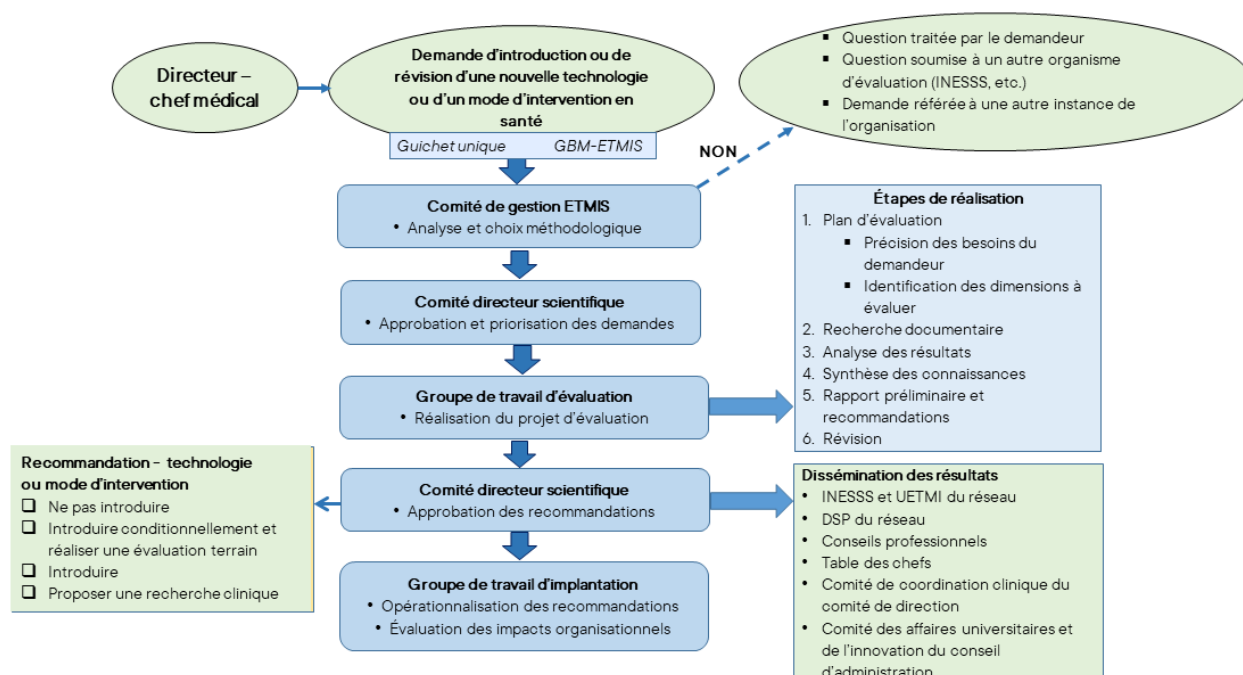 Directeur –
chef médical
Demande d'introduction ou de
révision d'une nouvelle technologie
ou d'un mode d'intervention en
santé
Guichet unique GBM-ETMIS
▪ Question traitée par le demandeur
▪ Question soumise à un autre organisme
d'évaluation (INESSS, etc.)
▪ Demande référée à une autre instance de
l'organisation
NON
Comité de gestion ETMIS
• Analyse et choix méthodologique
Comité directeur scientifique
• Approbation et priorisation des demandes
Groupe de travail d'évaluation
• Réalisation du projet d'évaluation
Étapes de réalisation
1. Plan d'évaluation
▪ Précision des besoins du
demandeur
▪ Identification des dimensions à
évaluer
2. Recherche documentaire
3. Analyse des résultats
4. Synthèse des connaissances
5. Rapport préliminaire et
recommandations
6. Révision
Recommandation – technologie
ou mode d'intervention
❑ Ne pas introduire
❑ Introduire conditionnellement et
réaliser une évaluation terrain
❑ Introduire
❑ Proposer une recherche clinique
Comité directeur scientifique
• Approbation des recommandations
Groupe de travail d'implantation
• Opérationnalisation des recommandations
• Évaluation des impacts organisationnels
Dissémination des résultats
• INESSS et UETMI du réseau
• DSP du réseau
• Conseils professionnels
• Table des chefs
• Comité de coordination clinique du
comité de direction
• Comité des affaires universitaires et
de l'innovation du conseil
d'administration